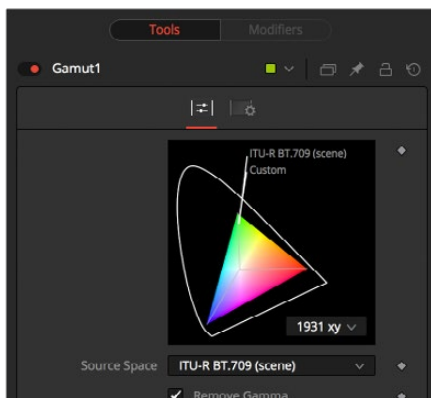 Tools Modifiers
Gamut1
ITU-R BT.709 (scene)
Custom
1931 xy
Source Space ITU-R BT.709 (scene)
Remove Gamma